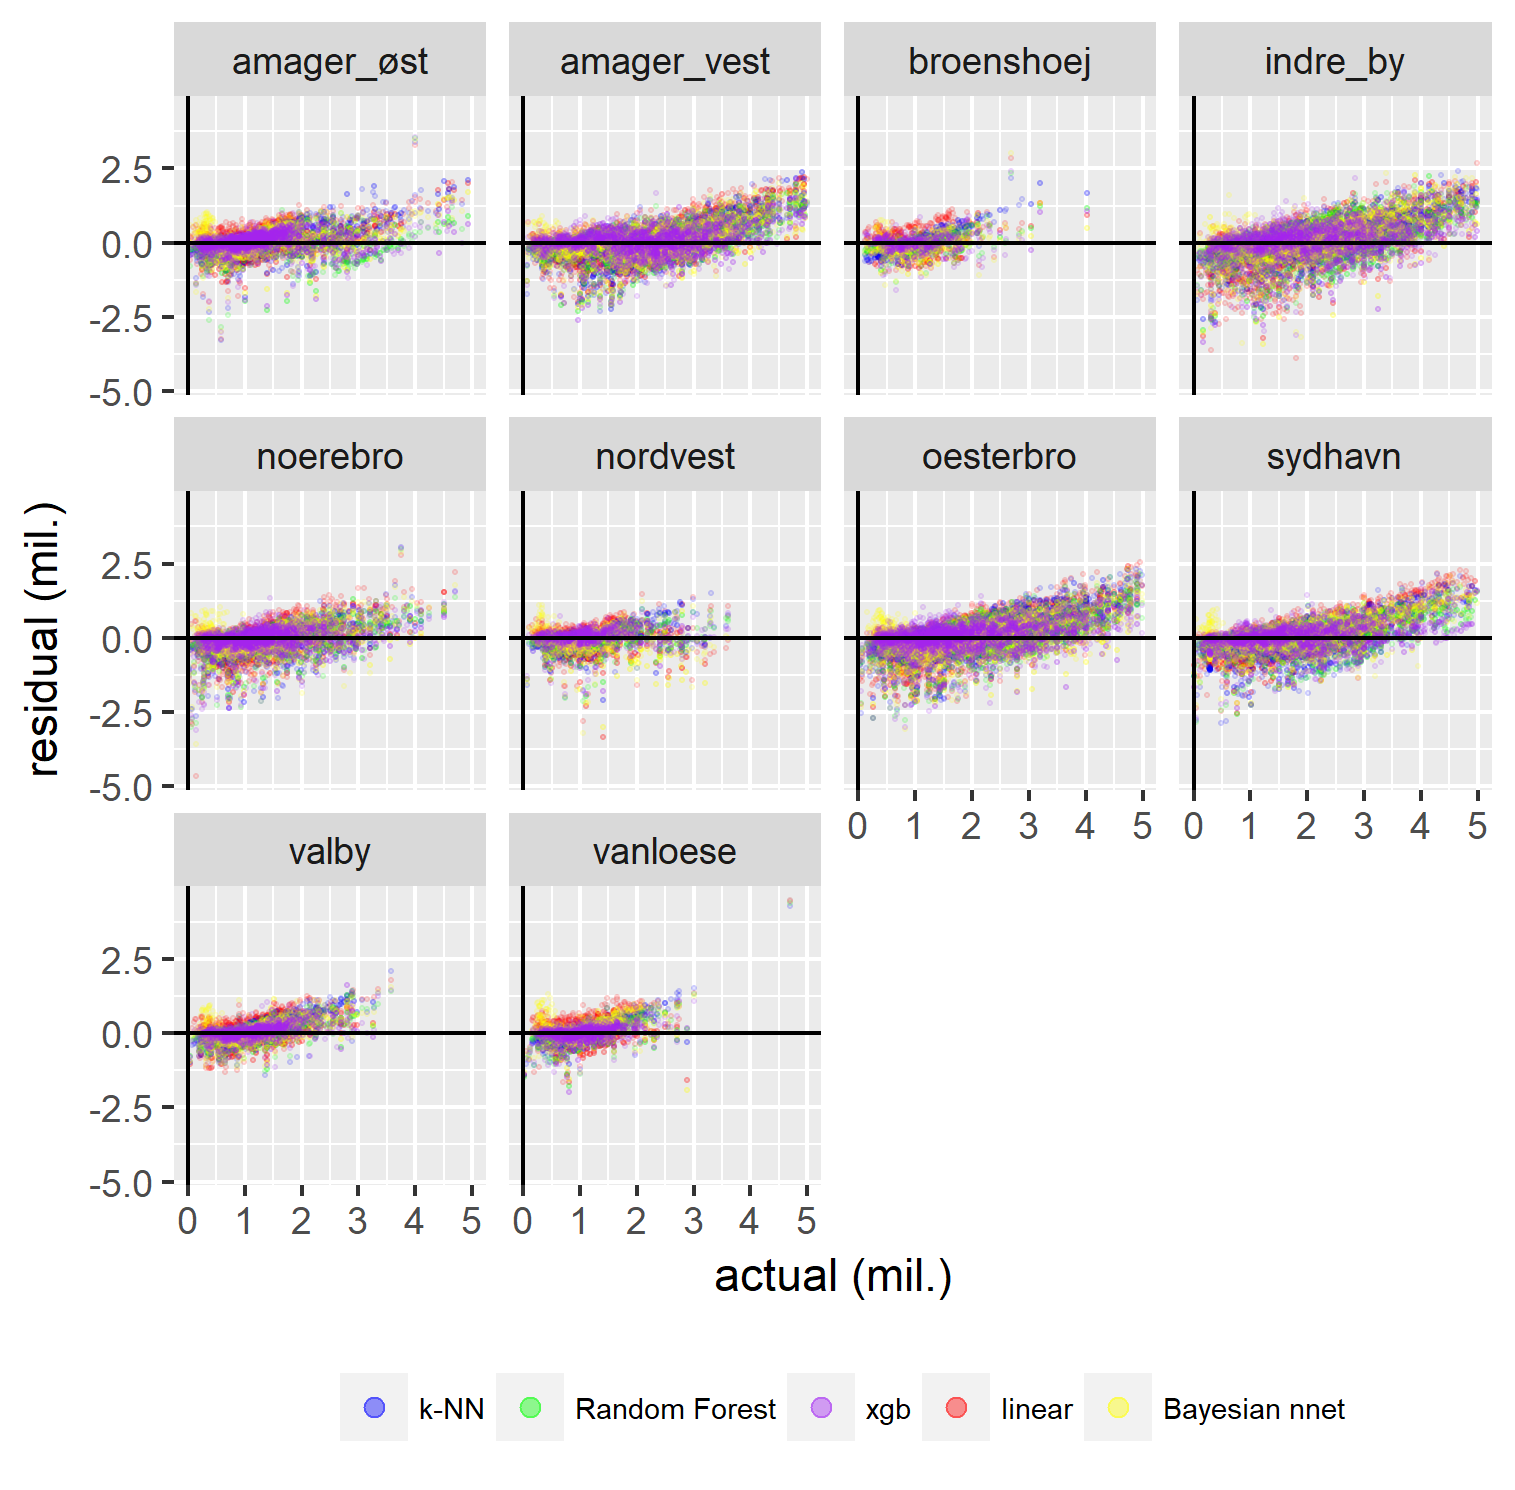 amager_øst amager_vest broenshoej indre_by
2.5
0.0
-2.5
-5.0
noerebro nordvest oesterbro sydhavn
2.5
0.0
-2.5
-5.0
0 1 2 3 4 5 0 1 2 3 4 5
valby vanloese
2.5
0.0
-2.5
-5.0
0 1 2 3 4 5 0 1 2 3 4 5
residual (mil.)
actual (mil.)
k-NN Random Forest xgb linear Bayesian nnet